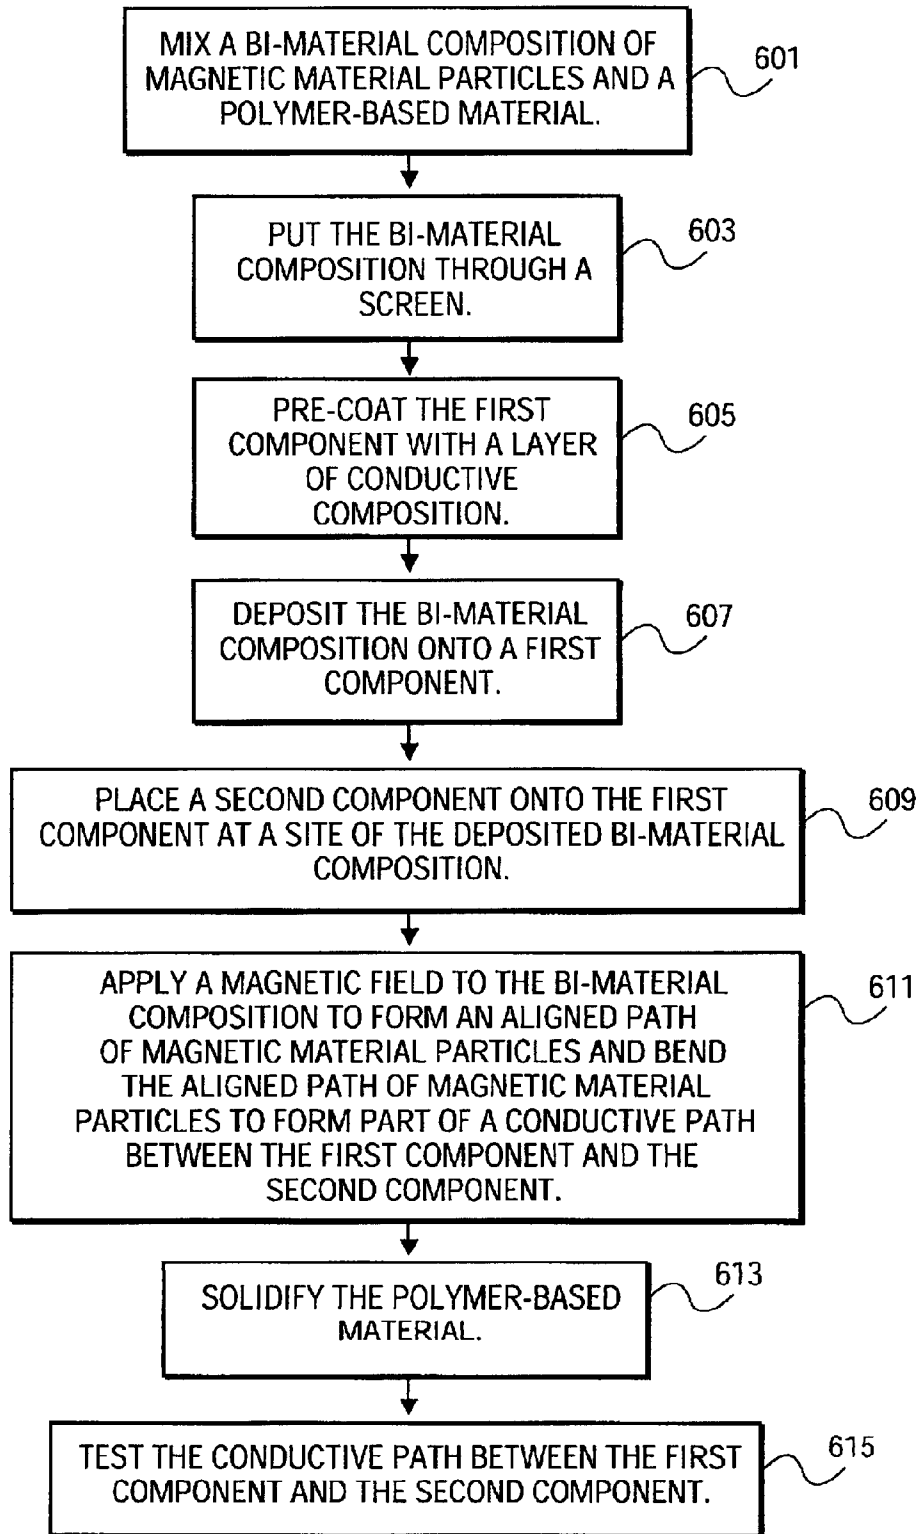 MIX A BI-MATERIAL COMPOSITION OF
MAGNETIC MATERIAL PARTICLES AND A
POLYMER-BASED MATERIAL.
601
PUT THE BI-MATERIAL
COMPOSITION THROUGH A
SCREEN.
603
PRE-COAT THE FIRST
COMPONENT WITH A LAYER
OF CONDUCTIVE
COMPOSITION.
605
DEPOSIT THE BI-MATERIAL
COMPOSITION ONTO A FIRST
COMPONENT.
607
PLACE A SECOND COMPONENT ONTO THE FIRST
COMPONENT AT A SITE OF THE DEPOSITED BI-MATERIAL
COMPOSITION.
609
APPLY A MAGNETIC FIELD TO THE BI-MATERIAL
COMPOSITION TO FORM AN ALIGNED PATH
OF MAGNETIC MATERIAL PARTICLES AND BEND
THE ALIGNED PATH OF MAGNETIC MATERIAL
PARTICLES TO FORM PART OF A CONDUCTIVE PATH
BETWEEN THE FIRST COMPONENT AND THE
SECOND COMPONENT.
611
SOLIDIFY THE POLYMER-BASED
MATERIAL.
613
TEST THE CONDUCTIVE PATH BETWEEN THE FIRST
COMPONENT AND THE SECOND COMPONENT.
615